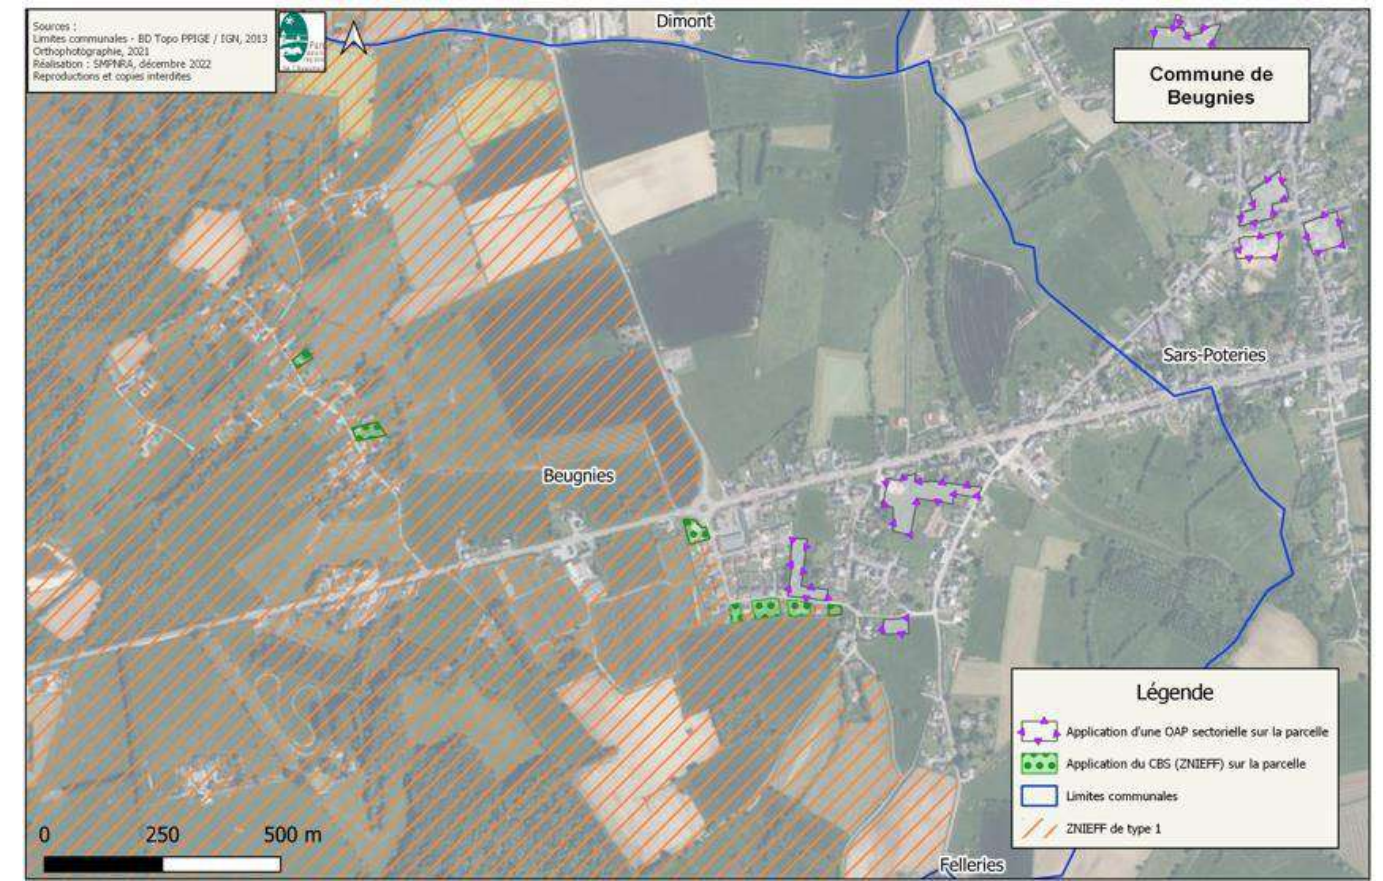 Sources :
Limites communales - BD Topo PPIGE / IGN, 2013
Orthophotographie, 2021
Réalisation : SMPNRA, décembre 2022
Reproductions et copies interdites
Dimont
Commune de
Beugnies
Sars-Poteries
Beugnies
Légende
Application d'une OAP sectorielle sur la parcelle
Application du CBS (ZNIEFF) sur la parcelle
Limites communales
ZNIEFF de type 1
0 250 500 m
Felleries